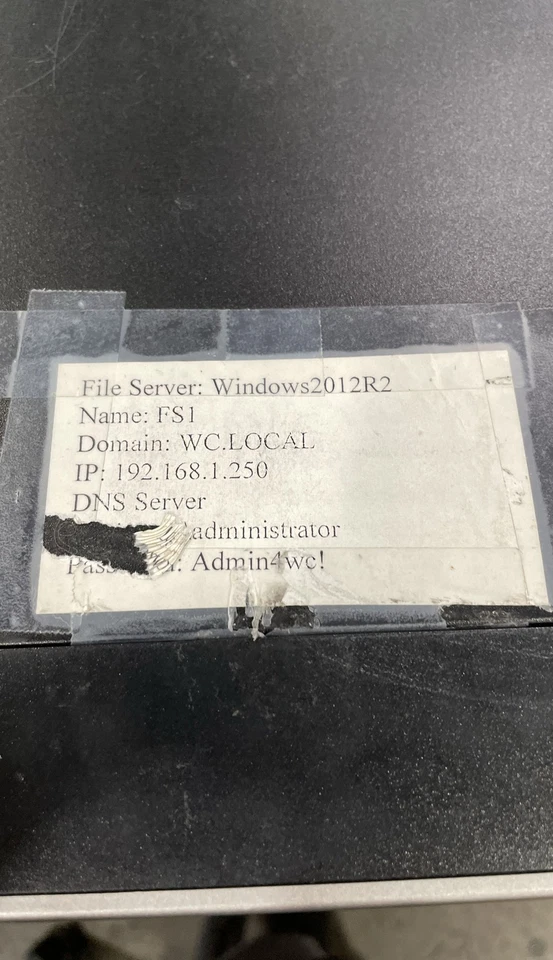 File Server: Windows2012R2
Name: FS1
Domain: WC.LOCAL
IP: 192.168.1.250
DNS Server
administrator
Admin4wc!